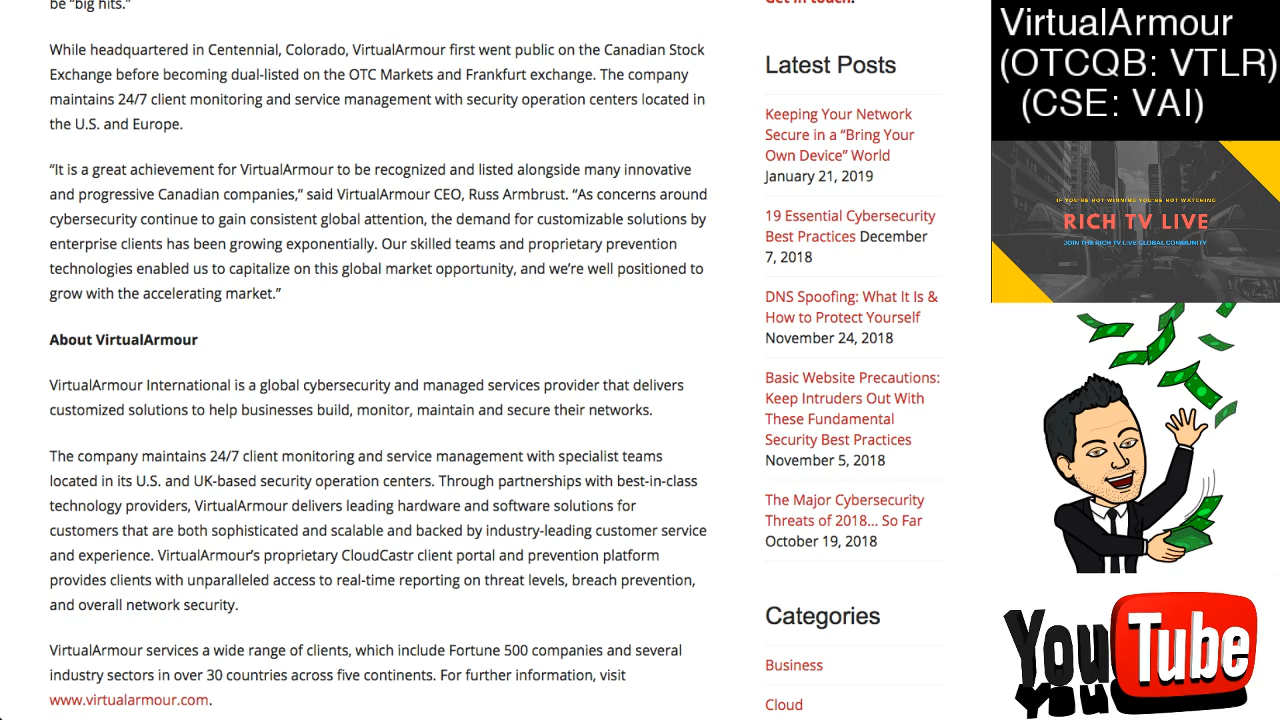 be “big hits.”
While headquartered in Centennial, Colorado, VirtualArmour first went public on the Canadian Stock
Exchange before becoming dual-listed on the OTC Markets and Frankfurt exchange. The company
maintains 24/7 client monitoring and service management with security operation centers located in
the U.S. and Europe.
“It is a great achievement for VirtualArmour to be recognized and listed alongside many innovative
and progressive Canadian companies,” said VirtualArmour CEO, Russ Armbrust. “As concerns around
cybersecurity continue to gain consistent global attention, the demand for customizable solutions by
enterprise clients has been growing exponentially. Our skilled teams and proprietary prevention
technologies enabled us to capitalize on this global market opportunity, and we’re well positioned to
grow with the accelerating market.”
About VirtualArmour
VirtualArmour International is a global cybersecurity and managed services provider that delivers
customized solutions to help businesses build, monitor, maintain and secure their networks.
The company maintains 24/7 client monitoring and service management with specialist teams
located in its U.S. and UK-based security operation centers. Through partnerships with best-in-class
technology providers, VirtualArmour delivers leading hardware and software solutions for
customers that are both sophisticated and scalable and backed by industry-leading customer service
and experience. VirtualArmour’s proprietary CloudCastr client portal and prevention platform
provides clients with unparalleled access to real-time reporting on threat levels, breach prevention,
and overall network security.
VirtualArmour services a wide range of clients, which include Fortune 500 companies and several
industry sectors in over 30 countries across five continents. For further information, visit
www.virtualarmour.com.
Get in touch.
Latest Posts
Keeping Your Network
Secure in a “Bring Your
Own Device” World
January 21, 2019
19 Essential Cybersecurity
Best Practices December
7, 2018
DNS Spoofing: What It Is &
How to Protect Yourself
November 24, 2018
Basic Website Precautions:
Keep Intruders Out With
These Fundamental
Security Best Practices
November 5, 2018
The Major Cybersecurity
Threats of 2018… So Far
October 19, 2018
Categories
Business
Cloud
VirtualArmour
(OTCQB: VTLR)
(CSE: VAI)
IF YOU'RE NOT WINNING YOU'RE NOT WATCHING
RICH TV LIVE
JOIN THE RICH TV LIVE GLOBAL COMMUNITY
YouTube